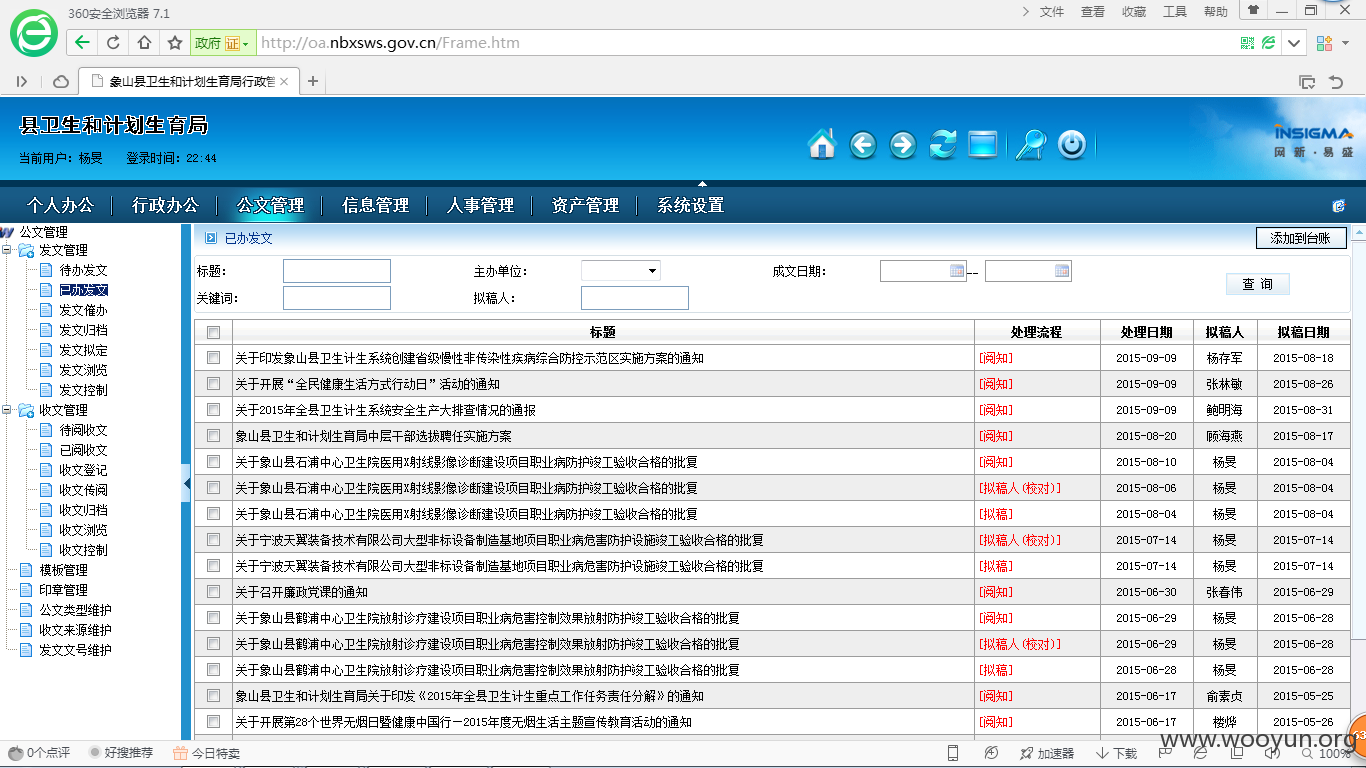 360安全浏览器 7.1
文件 查看 收藏 工具 帮助
政府 证 http://oa.nbxsws.gov.cn/Frame.htm
象山县卫生和计划生育局行政管
县卫生和计划生育局
当前用户：杨旻 登录时间：22:44
INSIGMA
网新·易盛
个人办公 行政办公 公文管理 信息管理 人事管理 资产管理 系统设置
公文管理
发文管理
待办发文
已办发文
发文催办
发文归档
发文拟定
发文浏览
发文控制
收文管理
待阅收文
已阅收文
收文登记
收文传阅
收文归档
收文浏览
收文控制
模板管理
印章管理
公文类型维护
收文来源维护
发文文号维护
已办发文 添加到台账
标题： 主办单位： 成文日期： --
关键词： 拟稿人： 查 询
标题 处理流程 处理日期 拟稿人 拟稿日期
关于印发象山县卫生计生系统创建省级慢性非传染性疾病综合防控示范区实施方案的通知 [阅知] 2015-09-09 杨存军 2015-08-18
关于开展“全民健康生活方式行动日”活动的通知 [阅知] 2015-09-09 张林敏 2015-08-26
关于2015年全县卫生计生系统安全生产大排查情况的通报 [阅知] 2015-09-09 鲍明海 2015-08-31
象山县卫生和计划生育局中层干部选拔聘任实施方案 [阅知] 2015-08-20 顾海燕 2015-08-17
关于象山县石浦中心卫生院医用X射线影像诊断建设项目职业病防护竣工验收合格的批复 [阅知] 2015-08-10 杨旻 2015-08-04
关于象山县石浦中心卫生院医用X射线影像诊断建设项目职业病防护竣工验收合格的批复 [拟稿人(校对)] 2015-08-06 杨旻 2015-08-04
关于象山县石浦中心卫生院医用X射线影像诊断建设项目职业病防护竣工验收合格的批复 [拟稿] 2015-08-04 杨旻 2015-08-04
关于宁波天翼装备技术有限公司大型非标设备制造基地项目职业病危害防护设施竣工验收合格的批复 [拟稿人(校对)] 2015-07-14 杨旻 2015-07-14
关于宁波天翼装备技术有限公司大型非标设备制造基地项目职业病危害防护设施竣工验收合格的批复 [拟稿] 2015-07-14 杨旻 2015-07-14
关于召开廉政党课的通知 [阅知] 2015-06-30 张春伟 2015-06-29
关于象山县鹤浦中心卫生院放射诊疗建设项目职业病危害控制效果放射防护竣工验收合格的批复 [阅知] 2015-06-29 杨旻 2015-06-28
关于象山县鹤浦中心卫生院放射诊疗建设项目职业病危害控制效果放射防护竣工验收合格的批复 [拟稿人(校对)] 2015-06-29 杨旻 2015-06-28
关于象山县鹤浦中心卫生院放射诊疗建设项目职业病危害控制效果放射防护竣工验收合格的批复 [拟稿] 2015-06-28 杨旻 2015-06-28
象山县卫生和计划生育局关于印发《2015年全县卫生计生重点工作任务责任分解》的通知 [阅知] 2015-06-17 俞素贞 2015-05-25
关于开展第28个世界无烟日暨健康中国行—2015年度无烟生活主题宣传教育活动的通知 [阅知] 2015-06-17 楼烨 2015-05-26
www.wooyun.org
63
0个点评 好搜推荐 今日特卖 加速器 下载 100%